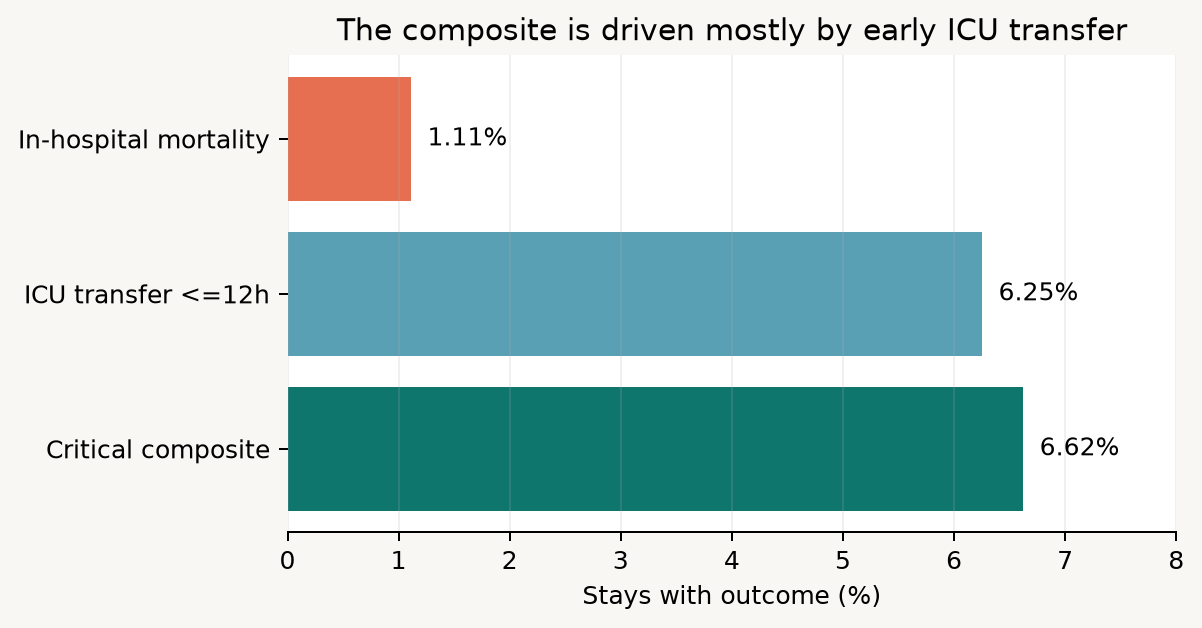 The composite is driven mostly by early ICU transfer
In-hospital mortality
1.11%
ICU transfer <=12h
6.25%
Critical composite
6.62%
0 1 2 3 4 5 6 7 8
Stays with outcome (%)